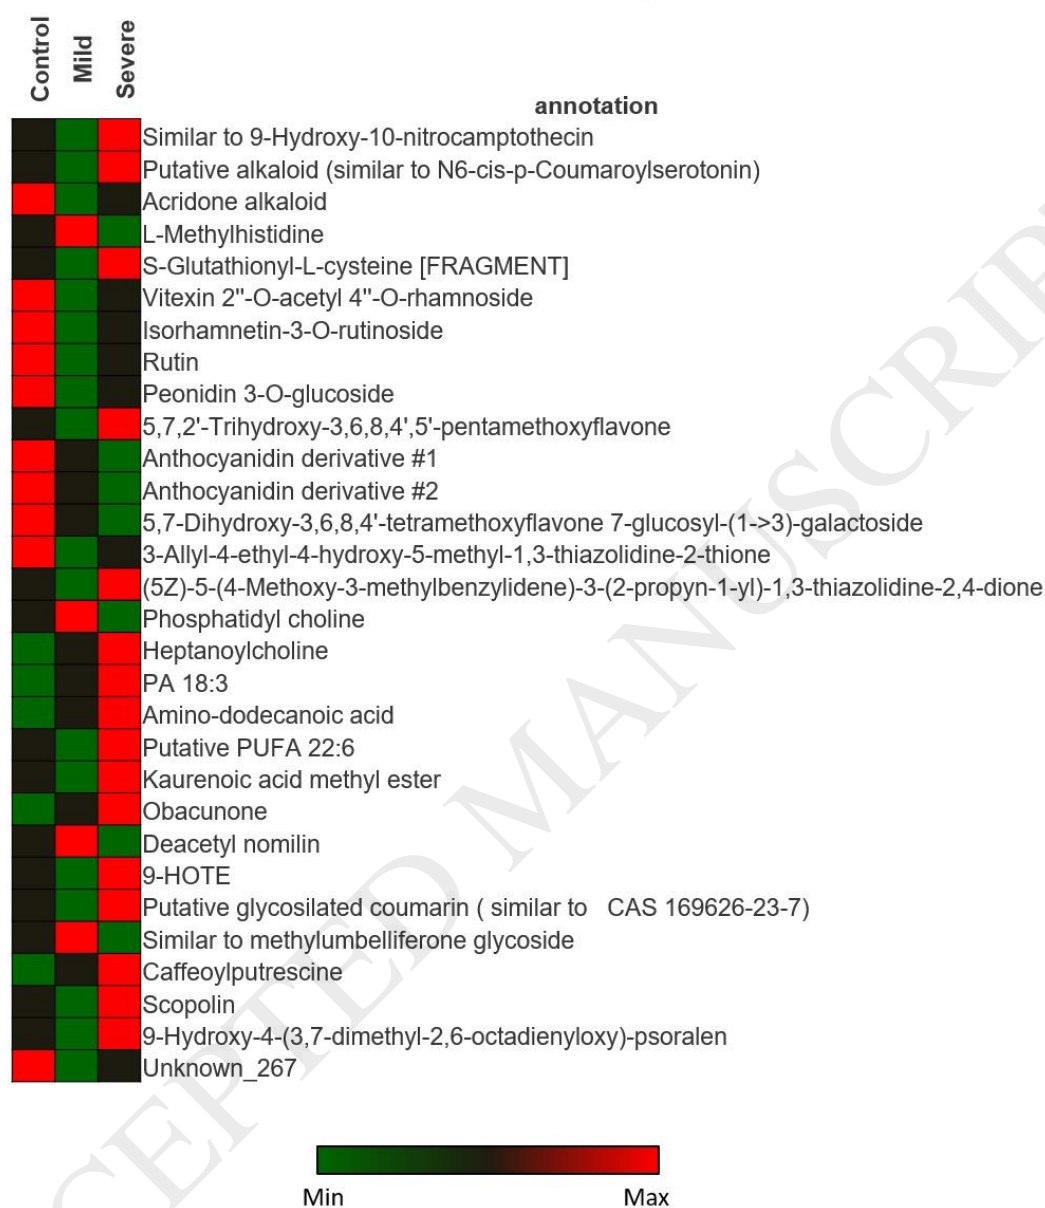 Control
Mild
Severe
annotation
Similar to 9-Hydroxy-10-nitrocamptothecin
Putative alkaloid (similar to N6-cis-p-Coumaroylserotonin)
Acridone alkaloid
L-Methylhistidine
S-Glutathionyl-L-cysteine [FRAGMENT]
Vitexin 2"-O-acetyl 4"-O-rhamnoside
Isorhamnetin-3-O-rutinoside
Rutin
Peonidin 3-O-glucoside
5,7,2'-Trihydroxy-3,6,8,4',5'-pentamethoxyflavone
Anthocyanidin derivative #1
Anthocyanidin derivative #2
5,7-Dihydroxy-3,6,8,4'-tetramethoxyflavone 7-glucosyl-(1->3)-galactoside
3-Allyl-4-ethyl-4-hydroxy-5-methyl-1,3-thiazolidine-2-thione
(5Z)-5-(4-Methoxy-3-methylbenzylidene)-3-(2-propyn-1-yl)-1,3-thiazolidine-2,4-dione
Phosphatidyl choline
Heptanoylcholine
PA 18:3
Amino-dodecanoic acid
Putative PUFA 22:6
Kaurenoic acid methyl ester
Obacunone
Deacetyl nomilin
9-HOTE
Putative glycosilated coumarin ( similar to   CAS 169626-23-7)
Similar to methylumbelliferone glycoside
Caffeoylputrescine
Scopolin
9-Hydroxy-4-(3,7-dimethyl-2,6-octadienyloxy)-psoralen
Unknown_267
Min
Max
CEPTED MANUSCRIP